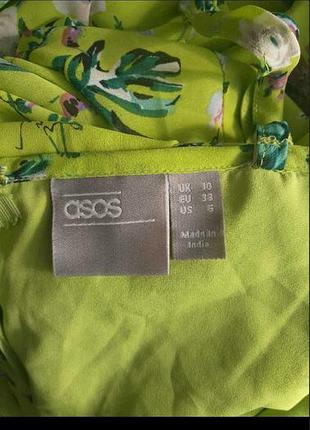 asos
UK 10
EU 38
US 6
Made in
India